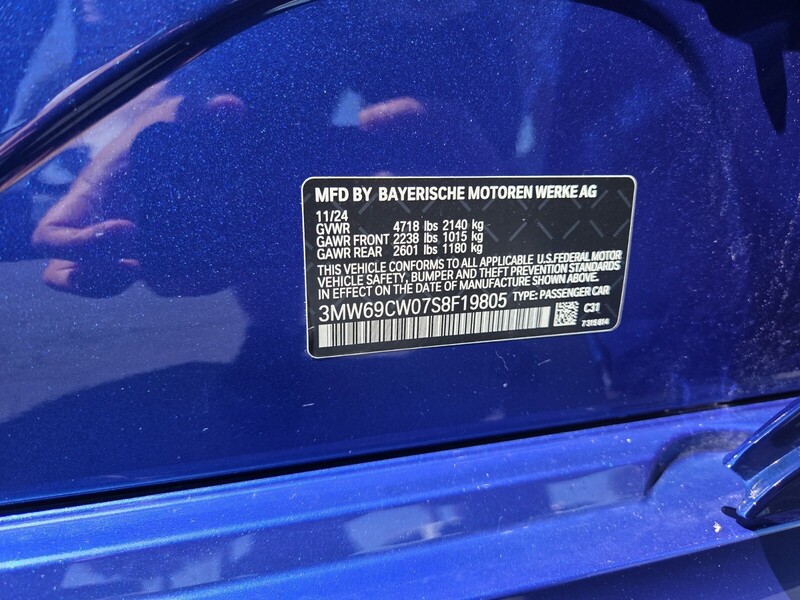 MFD BY BAYERISCHE MOTOREN WERKE AG
11/24
GVWR 4718 lbs 2140 kg
GAWR FRONT 2238 lbs 1015 kg
GAWR REAR 2601 lbs 1180 kg
THIS VEHICLE CONFORMS TO ALL APPLICABLE U.S.FEDERAL MOTOR
VEHICLE SAFETY, BUMPER AND THEFT PREVENTION STANDARDS
IN EFFECT ON THE DATE OF MANUFACTURE SHOWN ABOVE.
3MW69CW07S8F19805 TYPE: PASSENGER CAR
C31
7315814